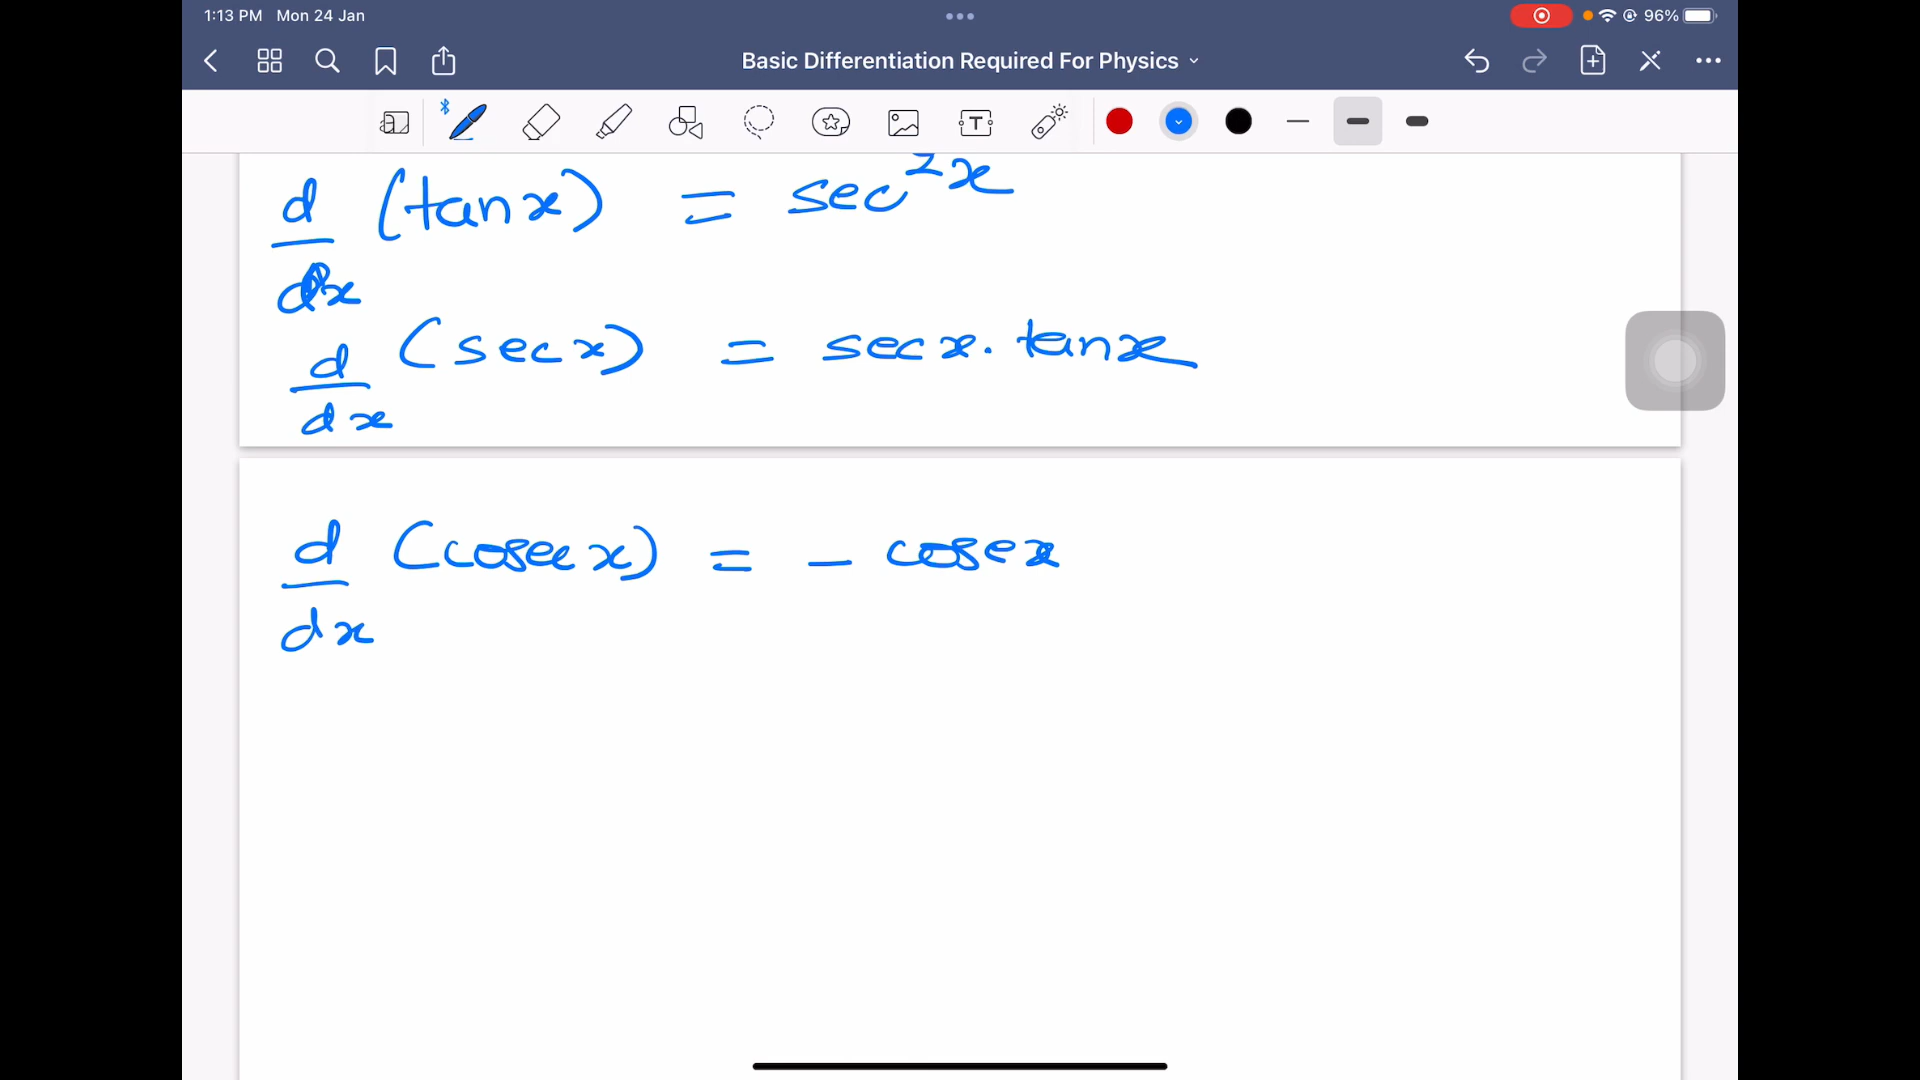 1:13 PM Mon 24 Jan
96%
Basic Differentiation Required For Physics
d/dx (tan x) = sec²x
d/dx (sec x) = sec x . tan x
d/dx (cosec x) = - cosex